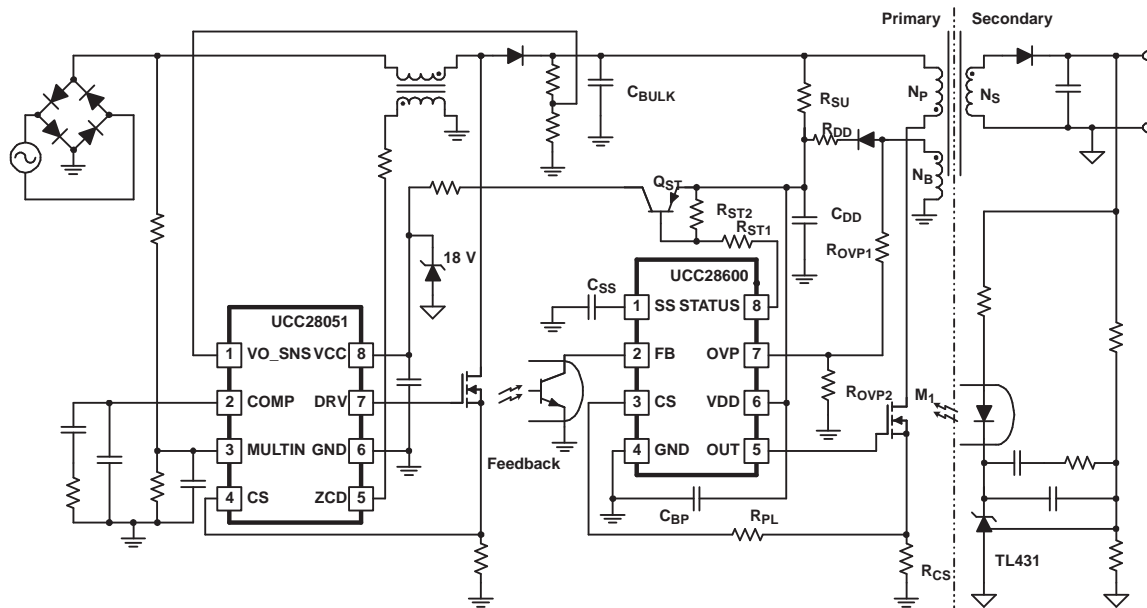 Primary
Secondary
CBULK
RSU
NP
NS
RDD
QST
NB
RST2
CDD
RST1
ROVP1
18 V
UCC28600
CSS
1 SS STATUS 8
UCC28051
1 VO_SNS VCC 8
2 FB OVP 7
ROVP2
M1
2 COMP DRV 7
3 CS VDD 6
3 MULTIN GND 6
4 GND OUT 5
Feedback
4 CS ZCD 5
CBP
RPL
TL431
RCS